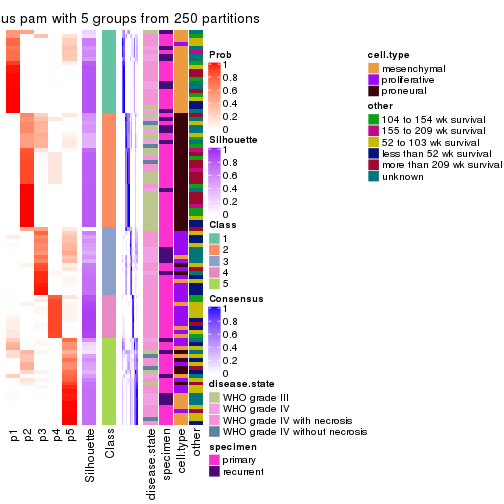 us pam with 5 groups from 250 partitions
Prob
1
0.8
0.6
0.4
0.2
0
Silhouette
1
0.8
0.6
0.4
0.2
0
Class
1
2
3
4
5
Consensus
1
0.8
0.6
0.4
0.2
0
disease.state
WHO grade III
WHO grade IV
WHO grade IV with necrosis
WHO grade IV without necrosis
specimen
primary
recurrent
cell.type
mesenchymal
proliferative
proneural
other
104 to 154 wk survival
155 to 209 wk survival
52 to 103 wk survival
less than 52 wk survival
more than 209 wk survival
unknown
p1
p2
p3
p4
p5
Silhouette
Class
disease.state
specimen
cell.type
other